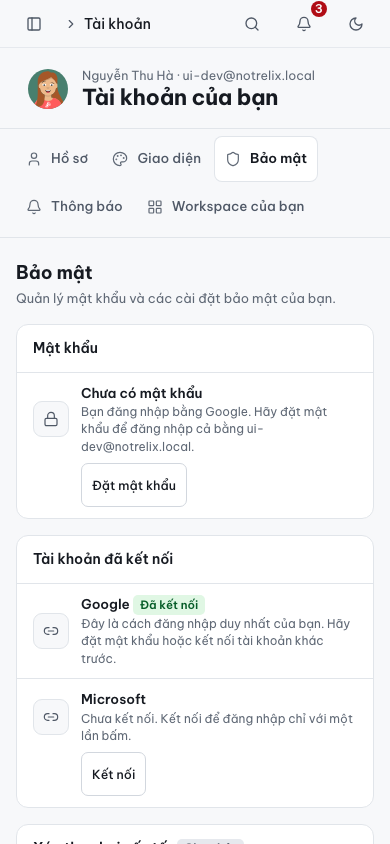 Tài khoản
3
Nguyễn Thu Hà · ui-dev@notrelix.local
Tài khoản của bạn
Hồ sơ
Giao diện
Bảo mật
Thông báo
Workspace của bạn
Bảo mật
Quản lý mật khẩu và các cài đặt bảo mật của bạn.
Mật khẩu
Chưa có mật khẩu
Bạn đăng nhập bằng Google. Hãy đặt mật
khẩu để đăng nhập cả bằng ui-
dev@notrelix.local.
Đặt mật khẩu
Tài khoản đã kết nối
Google Đã kết nối
Đây là cách đăng nhập duy nhất của bạn. Hãy
đặt mật khẩu hoặc kết nối tài khoản khác
trước.
Microsoft
Chưa kết nối. Kết nối để đăng nhập chỉ với một
lần bấm.
Kết nối